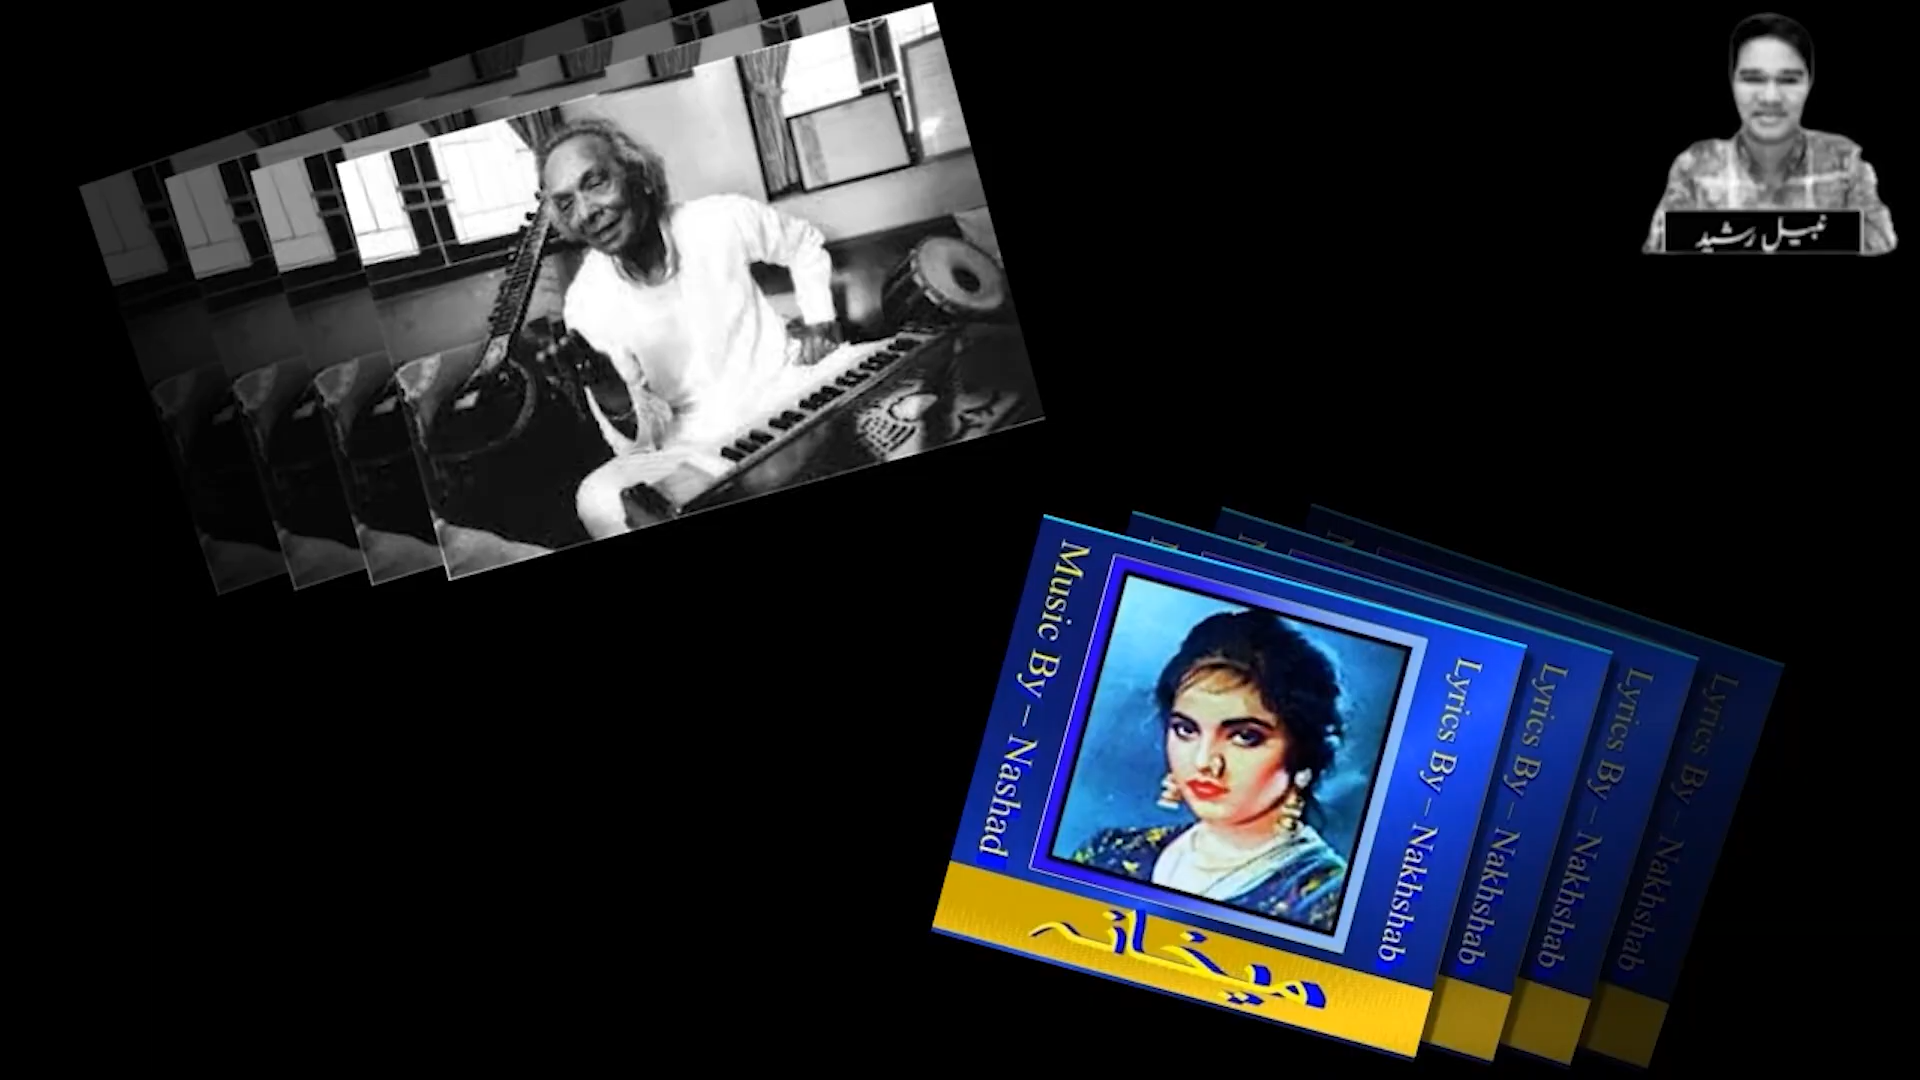 نبیل رشید
Music By – Nashad
Lyrics By – Nakhshab
Lyrics By – Nakhshab
Lyrics By – Nakhshab
Lyrics By – Nakhshab
میخانہ